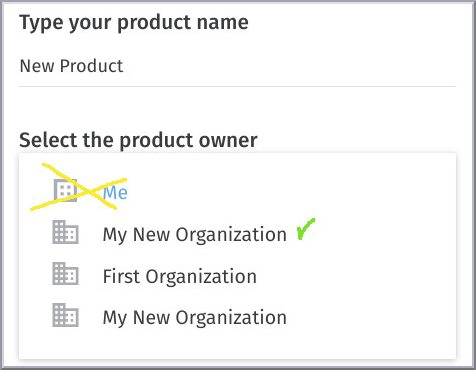 Type your product name
New Product
Select the product owner
Me
My New Organization
First Organization
My New Organization